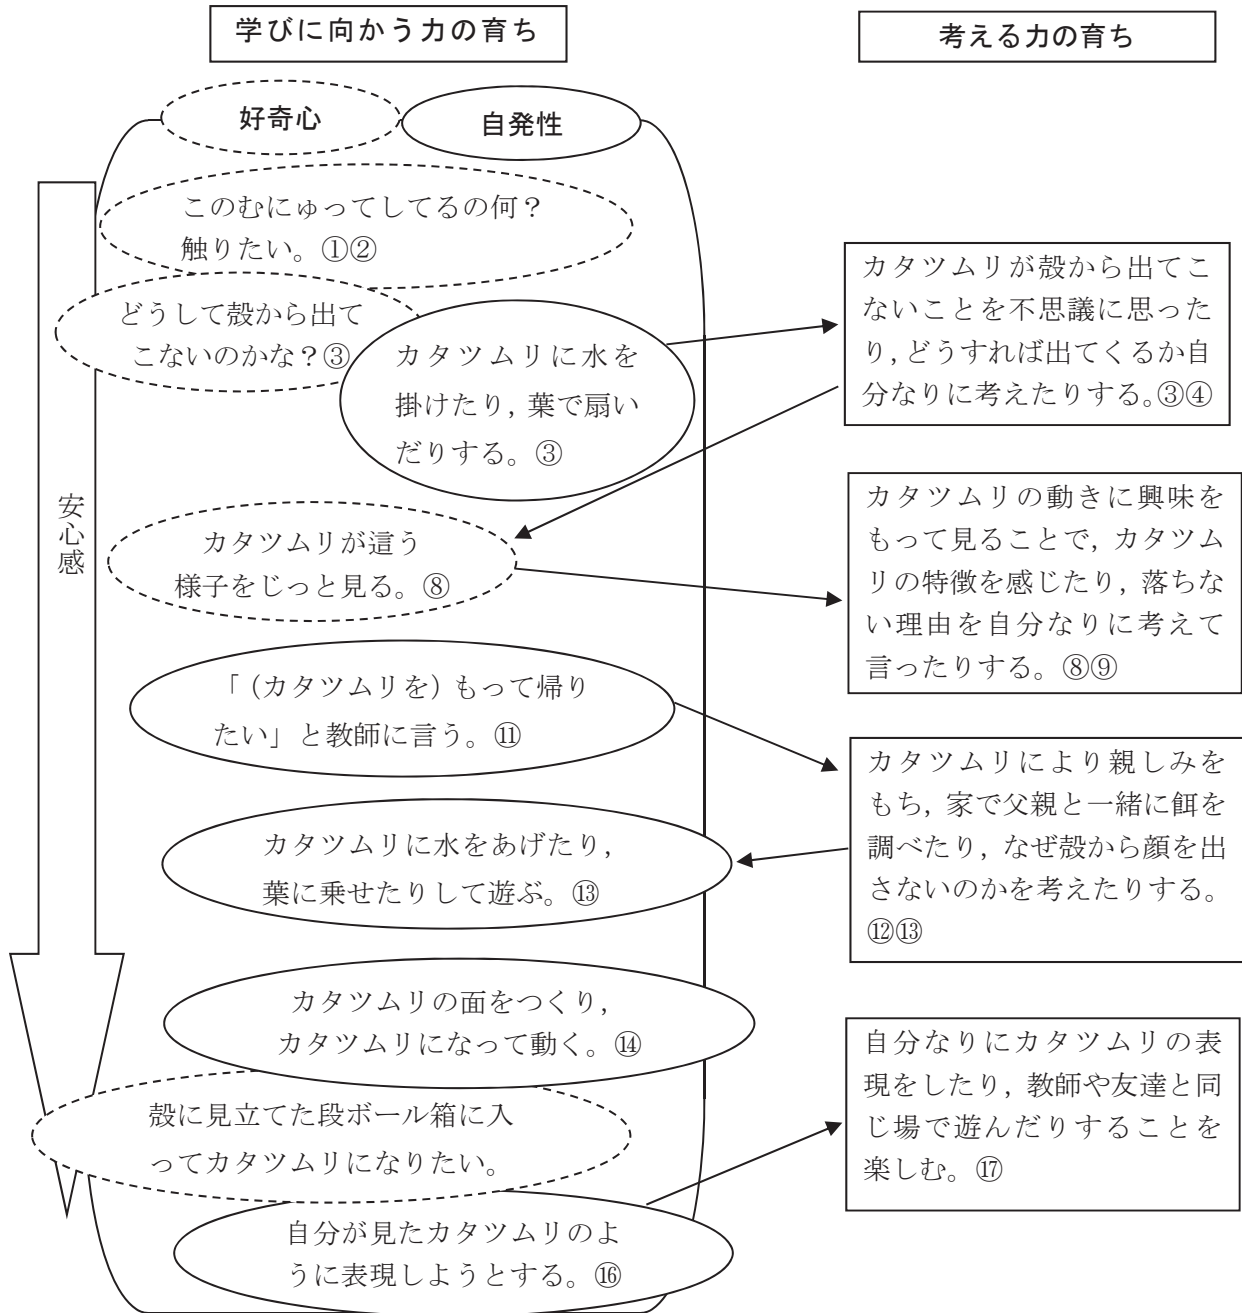 学びに向かう力の育ち
考える力の育ち
好奇心
自発性
安心感
このむにゅってしてるの何？
触りたい。①②
どうして殻から出て
こないのかな？③
カタツムリに水を
掛けたり，葉で扇い
だりする。③
カタツムリが殻から出てこ
ないことを不思議に思った
り，どうすれば出てくるか自
分なりに考えたりする。③④
カタツムリが這う
様子をじっと見る。⑧
カタツムリの動きに興味を
もって見ることで，カタツム
リの特徴を感じたり，落ちな
い理由を自分なりに考えて
言ったりする。⑧⑨
「（カタツムリを）もって帰り
たい」と教師に言う。⑪
カタツムリにより親しみを
もち，家で父親と一緒に餌を
調べたり，なぜ殻から顔を出
さないのかを考えたりする。
⑫⑬
カタツムリに水をあげたり，
葉に乗せたりして遊ぶ。⑬
カタツムリの面をつくり，
カタツムリになって動く。⑭
殻に見立てた段ボール箱に入
ってカタツムリになりたい。
自分が見たカタツムリのよ
うに表現しようとする。⑯
自分なりにカタツムリの表
現をしたり，教師や友達と同
じ場で遊んだりすることを
楽しむ。⑰